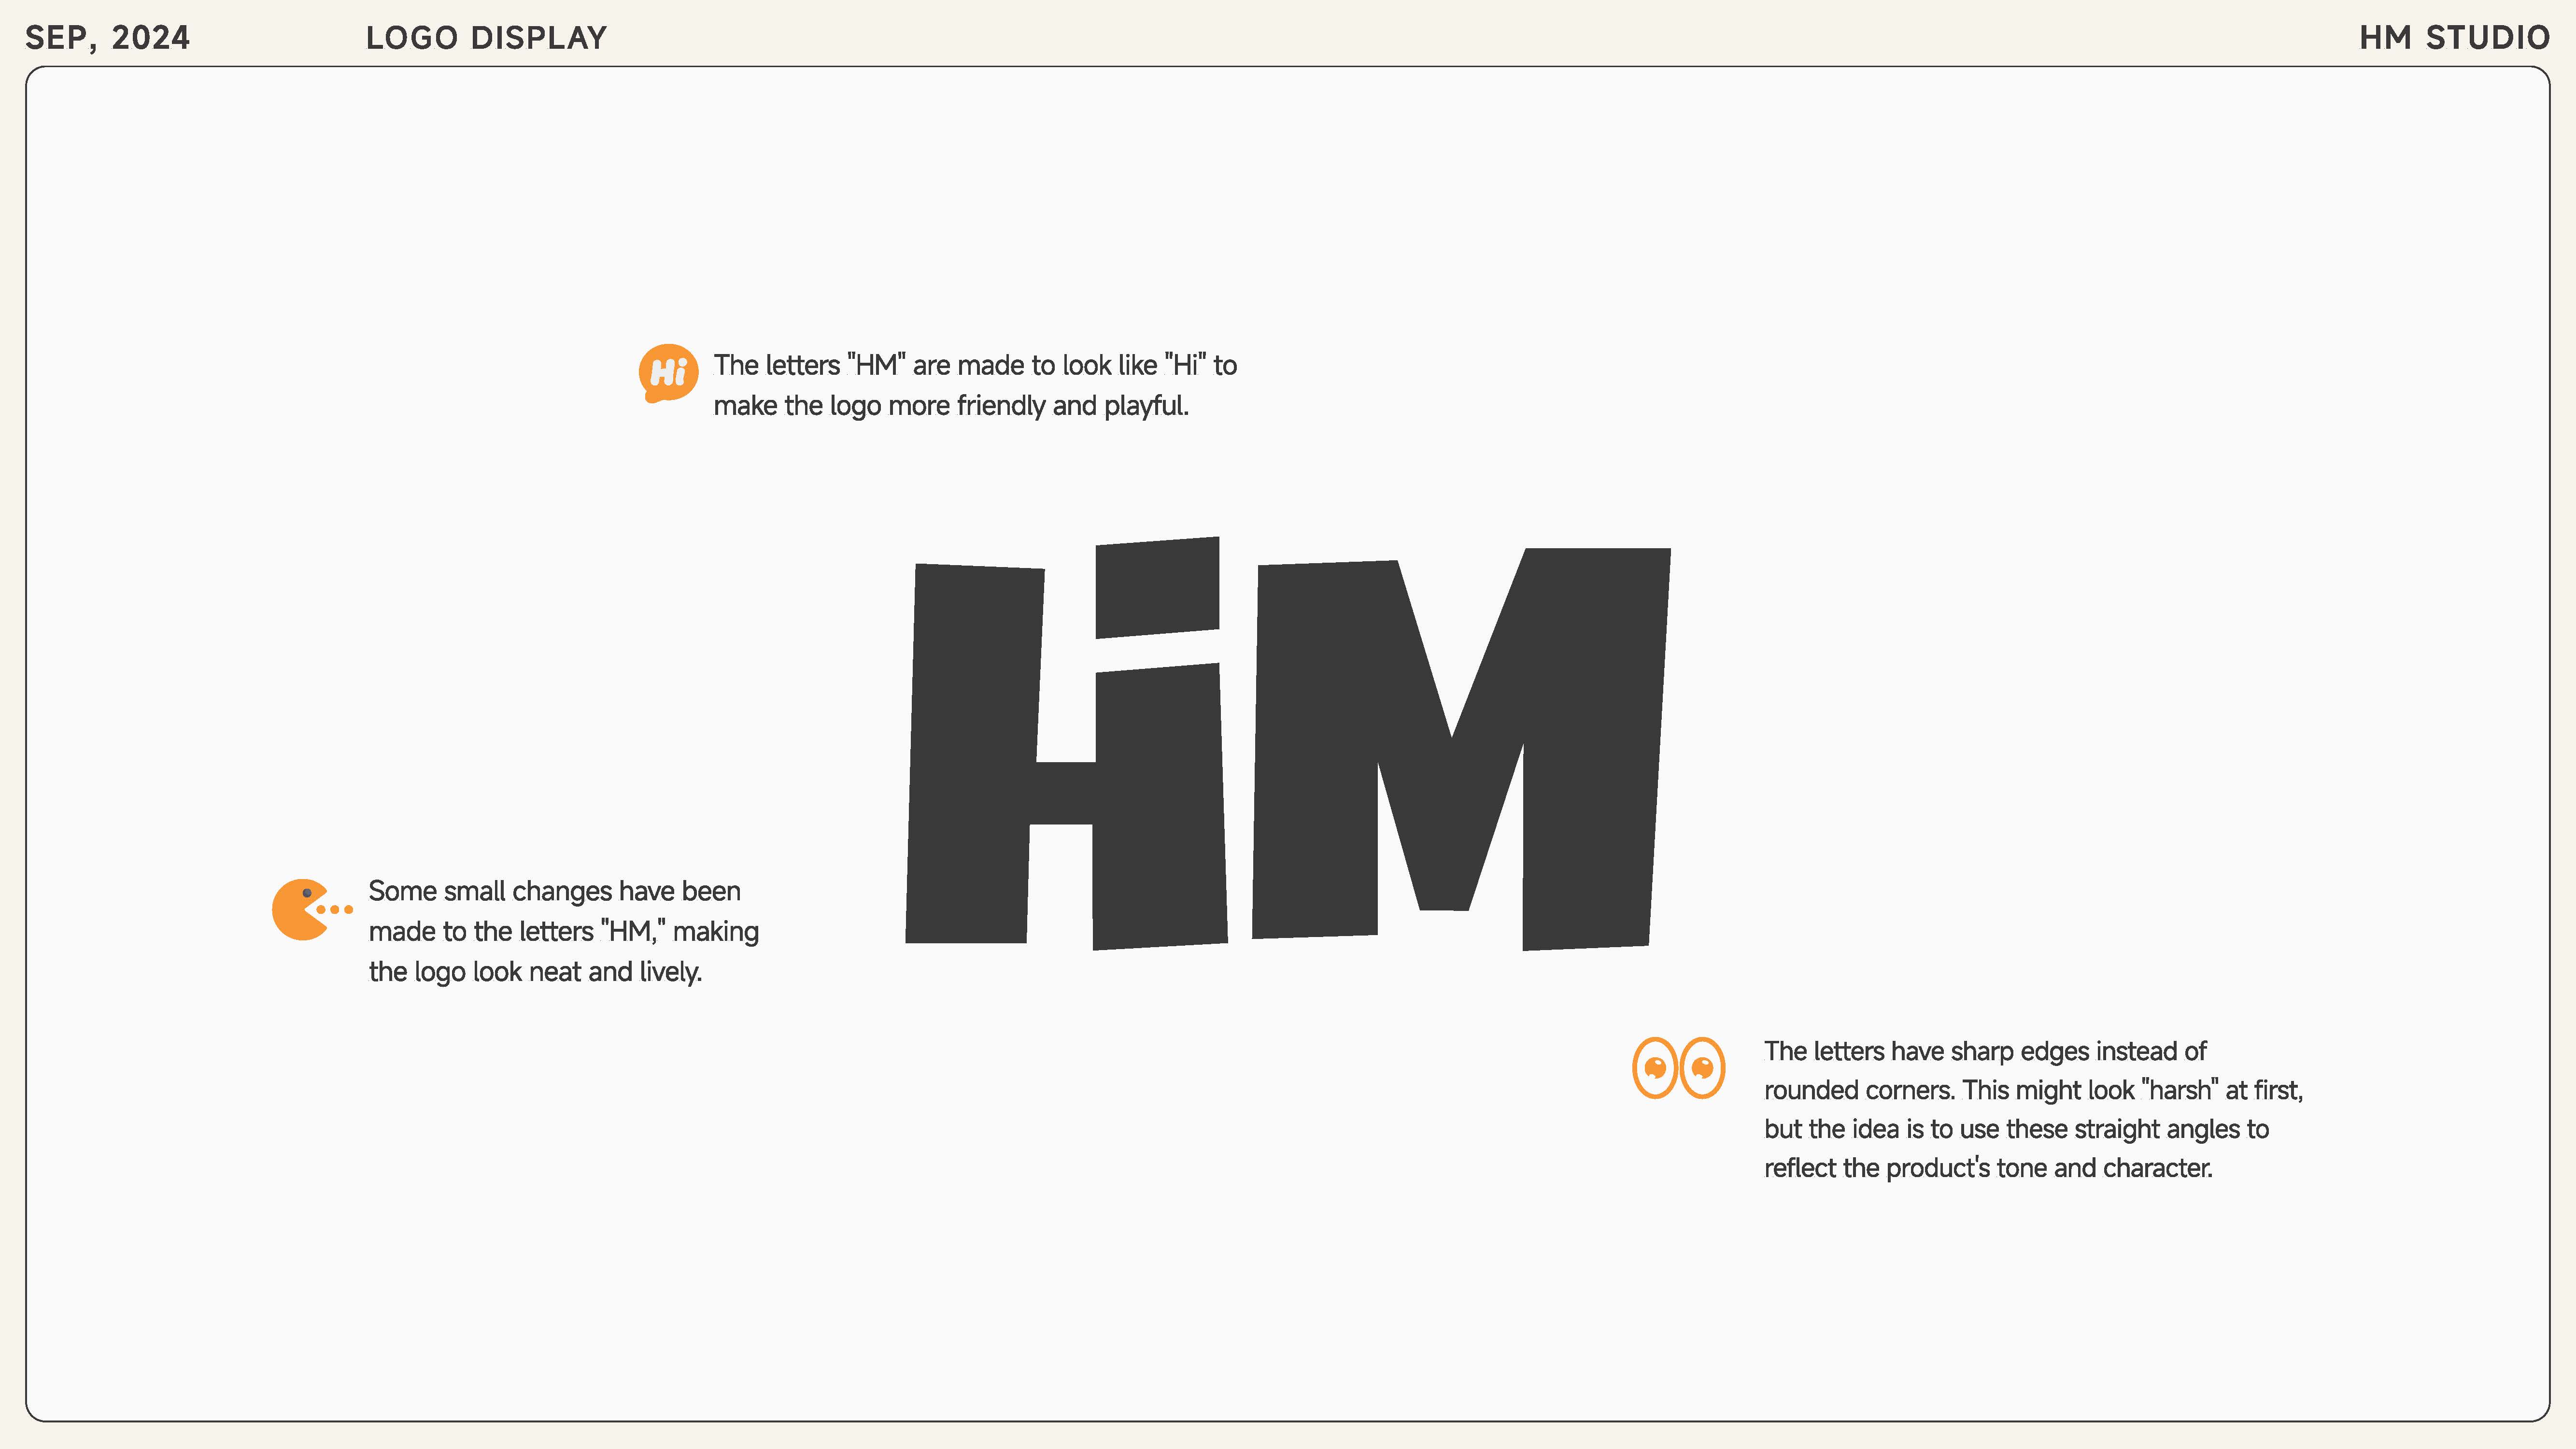 SEP, 2024
LOGO DISPLAY
HM STUDIO
Hi
The letters "HM" are made to look like "Hi" to
make the logo more friendly and playful.
HM
Some small changes have been
made to the letters "HM," making
the logo look neat and lively.
The letters have sharp edges instead of
rounded corners. This might look "harsh" at first,
but the idea is to use these straight angles to
reflect the product's tone and character.